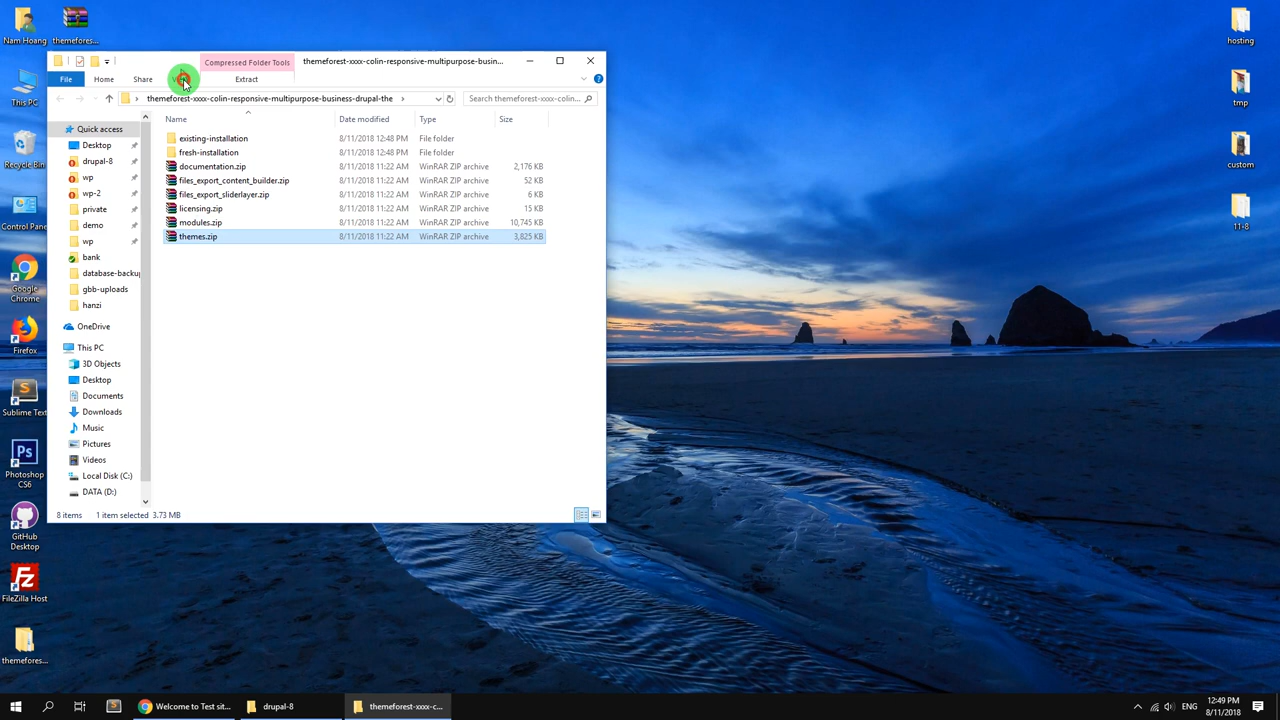 Nam Hoang
themefores...
This PC
Recycle Bin
Control Panel
Google
Chrome
Firefox
Sublime Text
Photoshop
CS6
GitHub
Desktop
FileZilla Host
themefores...
hosting
tmp
custom
11-8
Compressed Folder Tools
themeforest-xxxx-colin-responsive-multipurpose-busin...
File
Home
Share
Extract
themeforest-xxxx-colin-responsive-multipurpose-business-drupal-the
Search themeforest-xxxx-colin...
Name
Date modified
Type
Size
existing-installation
8/11/2018 12:48 PM
File folder
fresh-installation
8/11/2018 12:48 PM
File folder
documentation.zip
8/11/2018 11:22 AM
WinRAR ZIP archive
2,176 KB
files_export_content_builder.zip
8/11/2018 11:22 AM
WinRAR ZIP archive
52 KB
files_export_sliderlayer.zip
8/11/2018 11:22 AM
WinRAR ZIP archive
6 KB
licensing.zip
8/11/2018 11:22 AM
WinRAR ZIP archive
15 KB
modules.zip
8/11/2018 11:22 AM
WinRAR ZIP archive
10,745 KB
themes.zip
8/11/2018 11:22 AM
WinRAR ZIP archive
3,825 KB
Quick access
Desktop
drupal-8
wp
wp-2
private
demo
wp
bank
database-backup
gbb-uploads
hanzi
OneDrive
This PC
3D Objects
Desktop
Documents
Downloads
Music
Pictures
Videos
Local Disk (C:)
DATA (D:)
8 items
1 item selected 3.73 MB
Welcome to Test sit...
drupal-8
themeforest-xxxx-c...
ENG
12:49 PM
8/11/2018